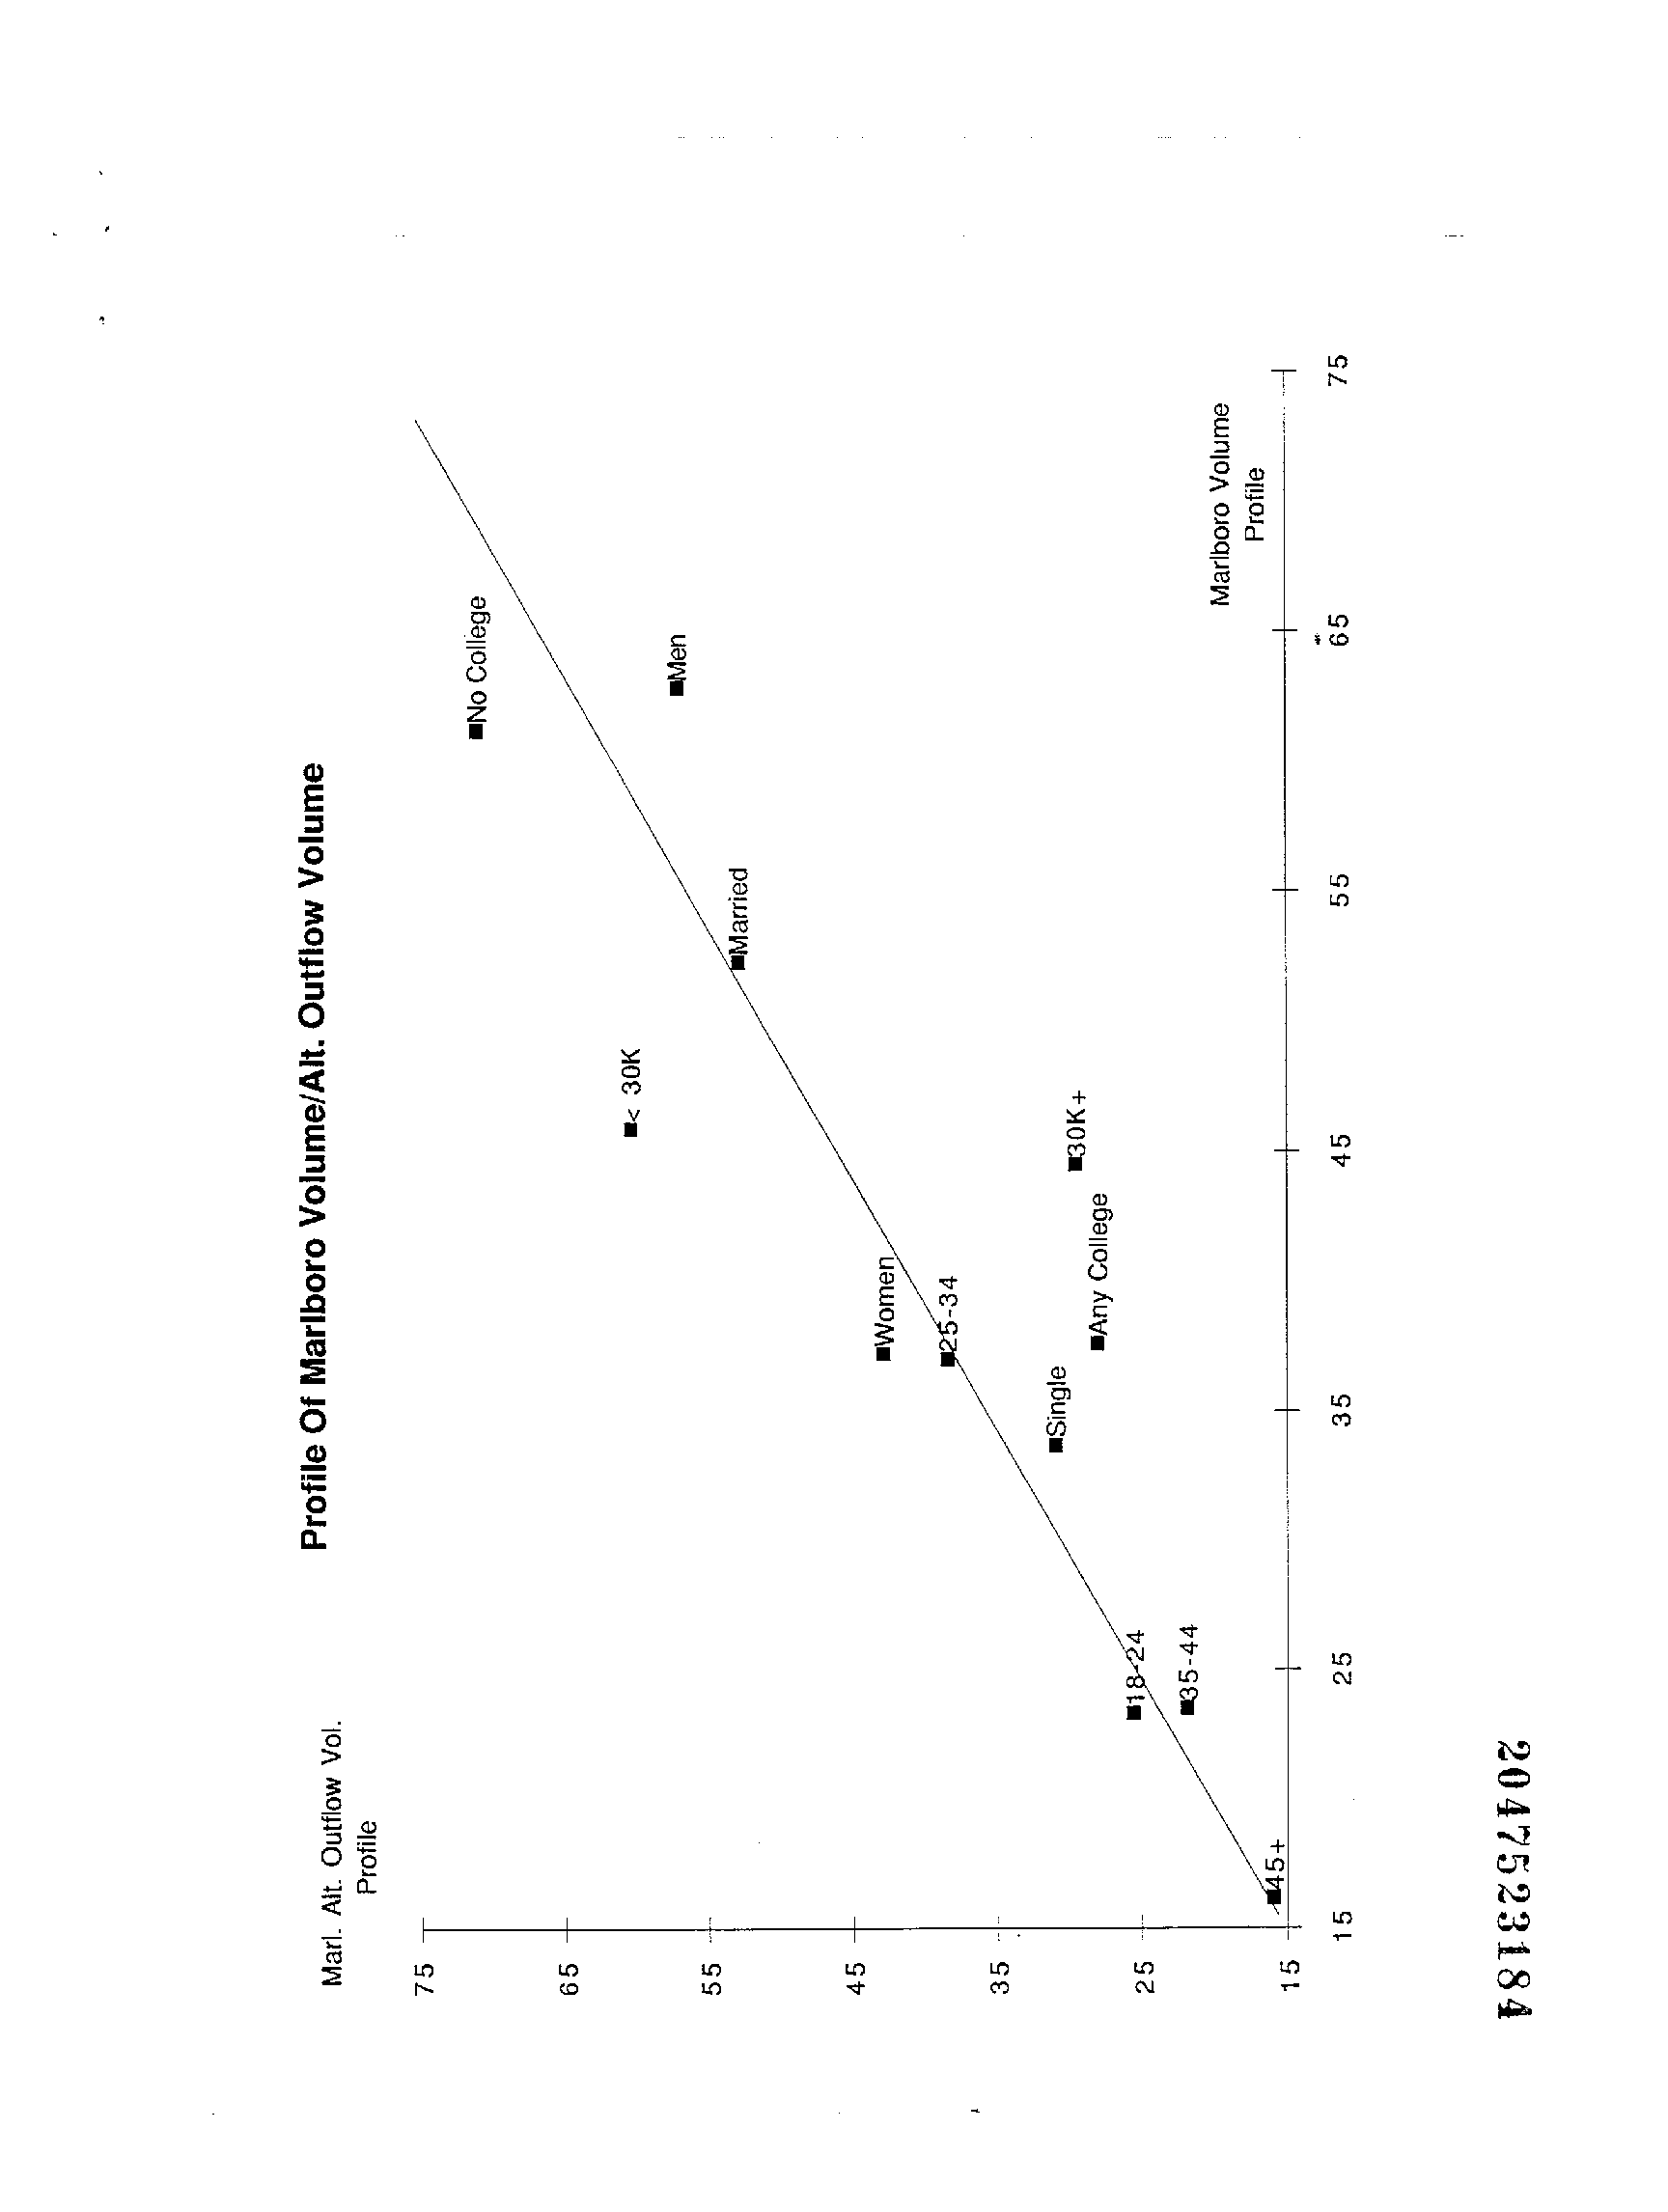 Profile Of Marlboro Volume/Alt. Outflow Volume
Marl. Alt. Outflow Vol.
Profile
75
65
55
45
35
25
15
No College
Men
< 30K
Married
Women
25-34
Single
30K+
Any College
18-24
35-44
45+
Marlboro Volume
Profile
15
25
35
45
55
65
75
2047523184